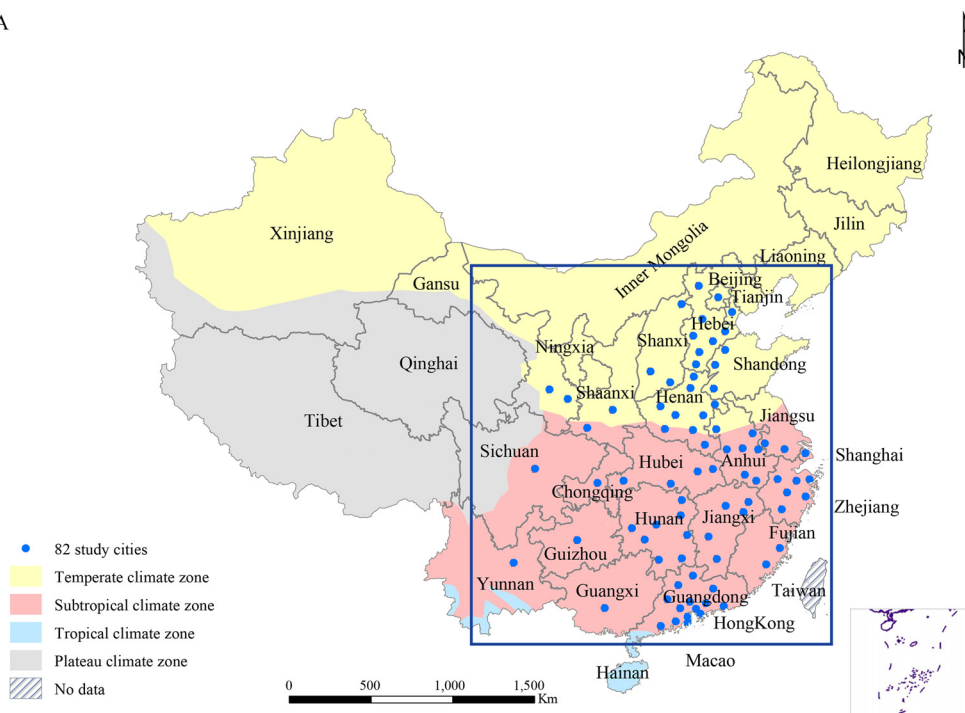 A
N
Heilongjiang
Jilin
Xinjiang
Inner Mongolia
Liaoning
Gansu
Beijing
Tianjin
Hebei
Ningxia
Shanxi
Qinghai
Shandong
Shaanxi
Henan
Tibet
Jiangsu
Sichuan
Shanghai
Hubei
Anhui
Chongqing
Zhejiang
Hunan
Jiangxi
Fujian
Guizhou
Yunnan
Guangxi
Guangdong
Taiwan
HongKong
Macao
Hainan
82 study cities
Temperate climate zone
Subtropical climate zone
Tropical climate zone
Plateau climate zone
No data
0 500 1,000 1,500
Km